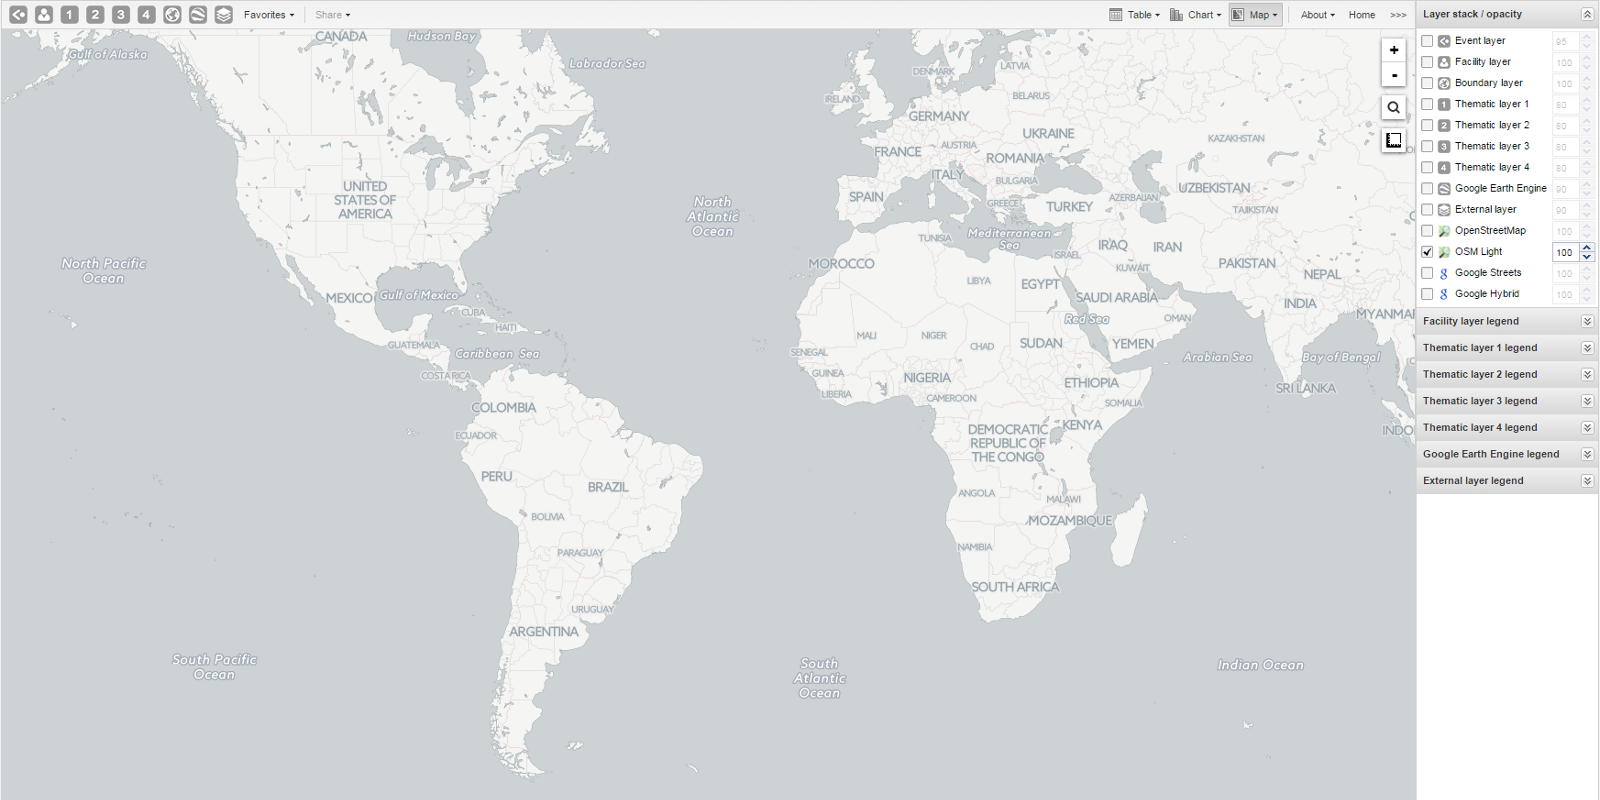 1 2 3 4 Favorites Share Table Chart Map About Home >>>
Layer stack / opacity
Event layer 95
Facility layer 100
Boundary layer 100
1 Thematic layer 1 80
2 Thematic layer 2 80
3 Thematic layer 3 80
4 Thematic layer 4 80
Google Earth Engine 90
External layer 90
OpenStreetMap 100
OSM Light 100
Google Streets 100
Google Hybrid 100
Facility layer legend
Thematic layer 1 legend
Thematic layer 2 legend
Thematic layer 3 legend
Thematic layer 4 legend
Google Earth Engine legend
External layer legend
+
-
CANADA
Hudson Bay
Gulf of Alaska
Labrador Sea
UNITED
STATES OF
AMERICA
North
Atlantic
Ocean
North Pacific
Ocean
MEXICO
Gulf of Mexico
CUBA
HAITI
GUATEMALA
Caribbean Sea
COSTA RICA
COLOMBIA
ECUADOR
PERU
BRAZIL
BOLIVIA
PARAGUAY
URUGUAY
ARGENTINA
South Pacific
Ocean
South
Atlantic
Ocean
Indian Ocean
DENMARK
LATVIA
IRELAND
BELARUS
GERMANY
UKRAINE
KAZAKHSTAN
FRANCE
AUSTRIA
ROMANIA
ITALY
BULGARIA
UZBEKISTAN
SPAIN
GREECE
TURKEY
AZERBAIJAN
TAJIKISTAN
TUNISIA
Mediterranean
Sea
ISRAEL
IRAQ
IRAN
MOROCCO
KUWAIT
PAKISTAN
NEPAL
LIBYA
EGYPT
SAUDI ARABIA
INDIA
MYANMAR
Red Sea
OMAN
MALI
NIGER
CHAD
SUDAN
YEMEN
SENEGAL
Arabian Sea
Bay of Bengal
GUINEA
NIGERIA
ETHIOPIA
SRI LANKA
LIBERIA
CAMEROON
SOMALIA
DEMOCRATIC
REPUBLIC OF
THE CONGO
KENYA
INDO
ANGOLA
MALAWI
MOZAMBIQUE
NAMIBIA
SOUTH AFRICA